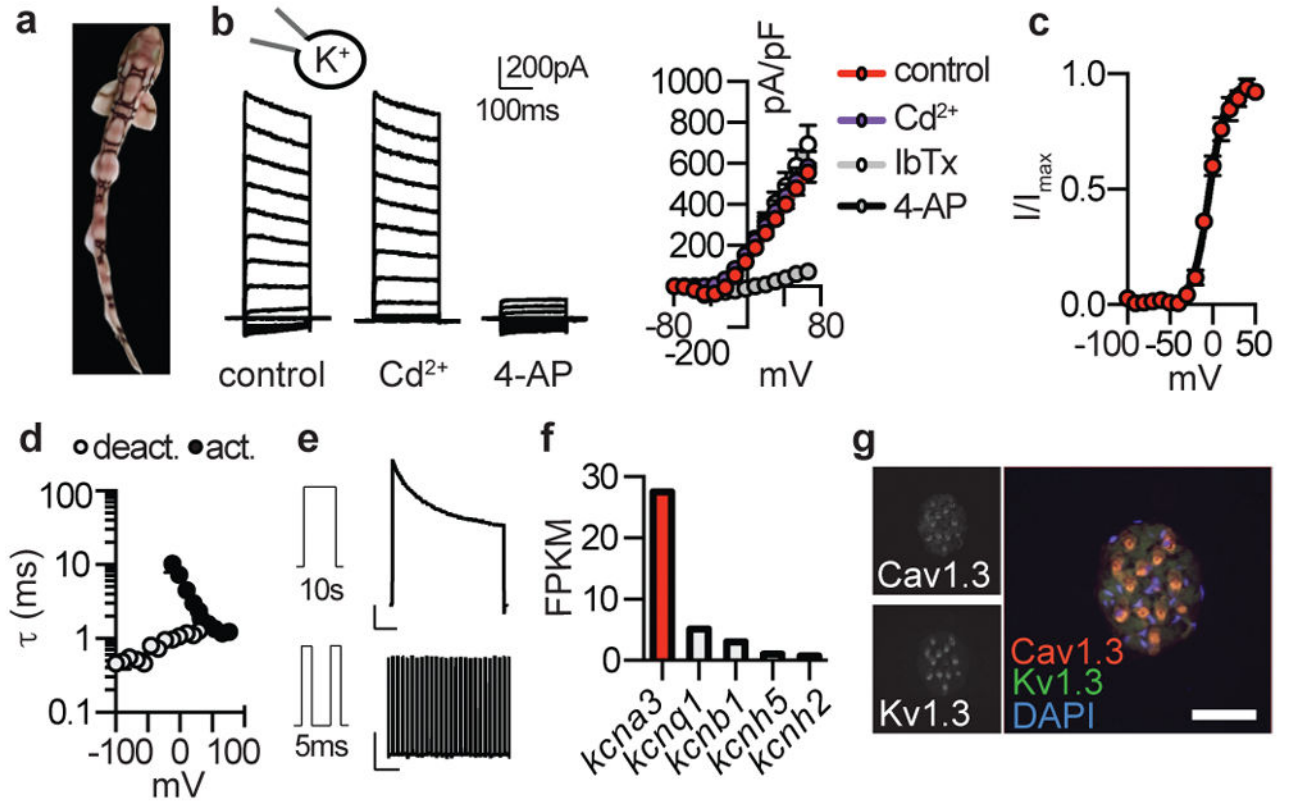 a
b
K+
200pA
100ms
control
Cd2+
4-AP
pA/pF
1000
800
600
400
200
-80
80
-200
mV
control
Cd2+
IbTx
4-AP
c
I/Imax
1.0
0.5
0.0
-100 -50 0 50
mV
d
deact. act.
τ (ms)
100
10
1
0.1
-100 0 100
mV
e
10s
5ms
f
FPKM
30
20
10
0
kcna3
kcnq1
kcnb1
kcnh5
kcnh2
g
Cav1.3
Kv1.3
Cav1.3
Kv1.3
DAPI